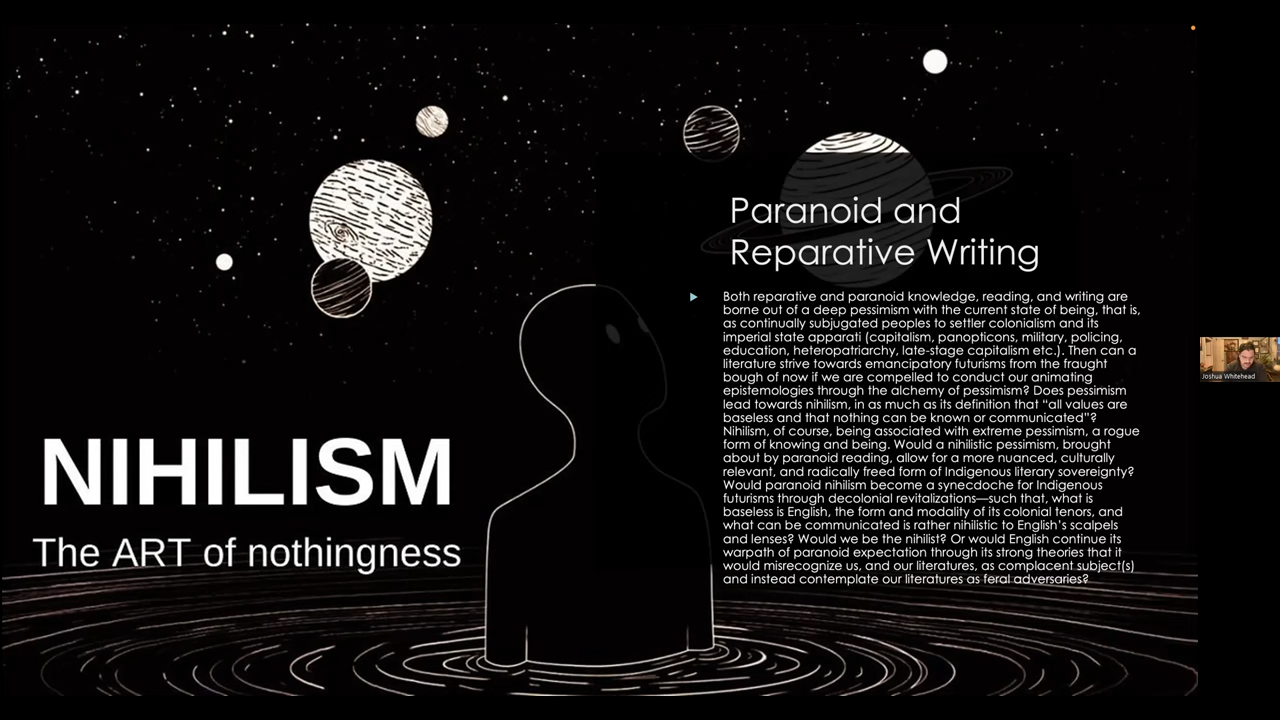 Paranoid and
Reparative Writing
Both reparative and paranoid knowledge, reading, and writing are
borne out of a deep pessimism with the current state of being, that is,
as continually subjugated peoples to settler colonialism and its
imperial state apparati (capitalism, panopticons, military, policing,
education, heteropatriarchy, late-stage capitalism etc.). Then can a
literature strive towards emancipatory futurisms from the fraught
bough of now if we are compelled to conduct our animating
epistemologies through the alchemy of pessimism? Does pessimism
lead towards nihilism, in as much as its definition that “all values are
baseless and that nothing can be known or communicated”?
Nihilism, of course, being associated with extreme pessimism, a rogue
form of knowing and being. Would a nihilistic pessimism, brought
about by paranoid reading, allow for a more nuanced, culturally
relevant, and radically freed form of Indigenous literary sovereignty?
Would paranoid nihilism become a synecdoche for Indigenous
futurisms through decolonial revitalizations—such that, what is
baseless is English, the form and modality of its colonial tenors, and
what can be communicated is rather nihilistic to English’s scalpels
and lenses? Would we be the nihilist? Or would English continue its
warpath of paranoid expectation through its strong theories that it
would misrecognize us, and our literatures, as complacent subject(s)
and instead contemplate our literatures as feral adversaries?
NIHILISM
The ART of nothingness
Joshua Whitehead